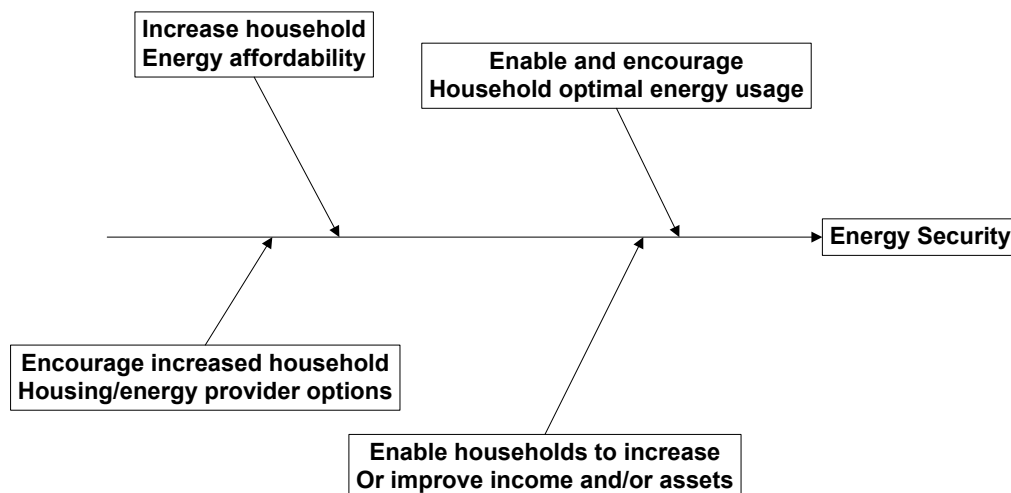 Increase household
Energy affordability
Enable and encourage
Household optimal energy usage
Energy Security
Encourage increased household
Housing/energy provider options
Enable households to increase
Or improve income and/or assets